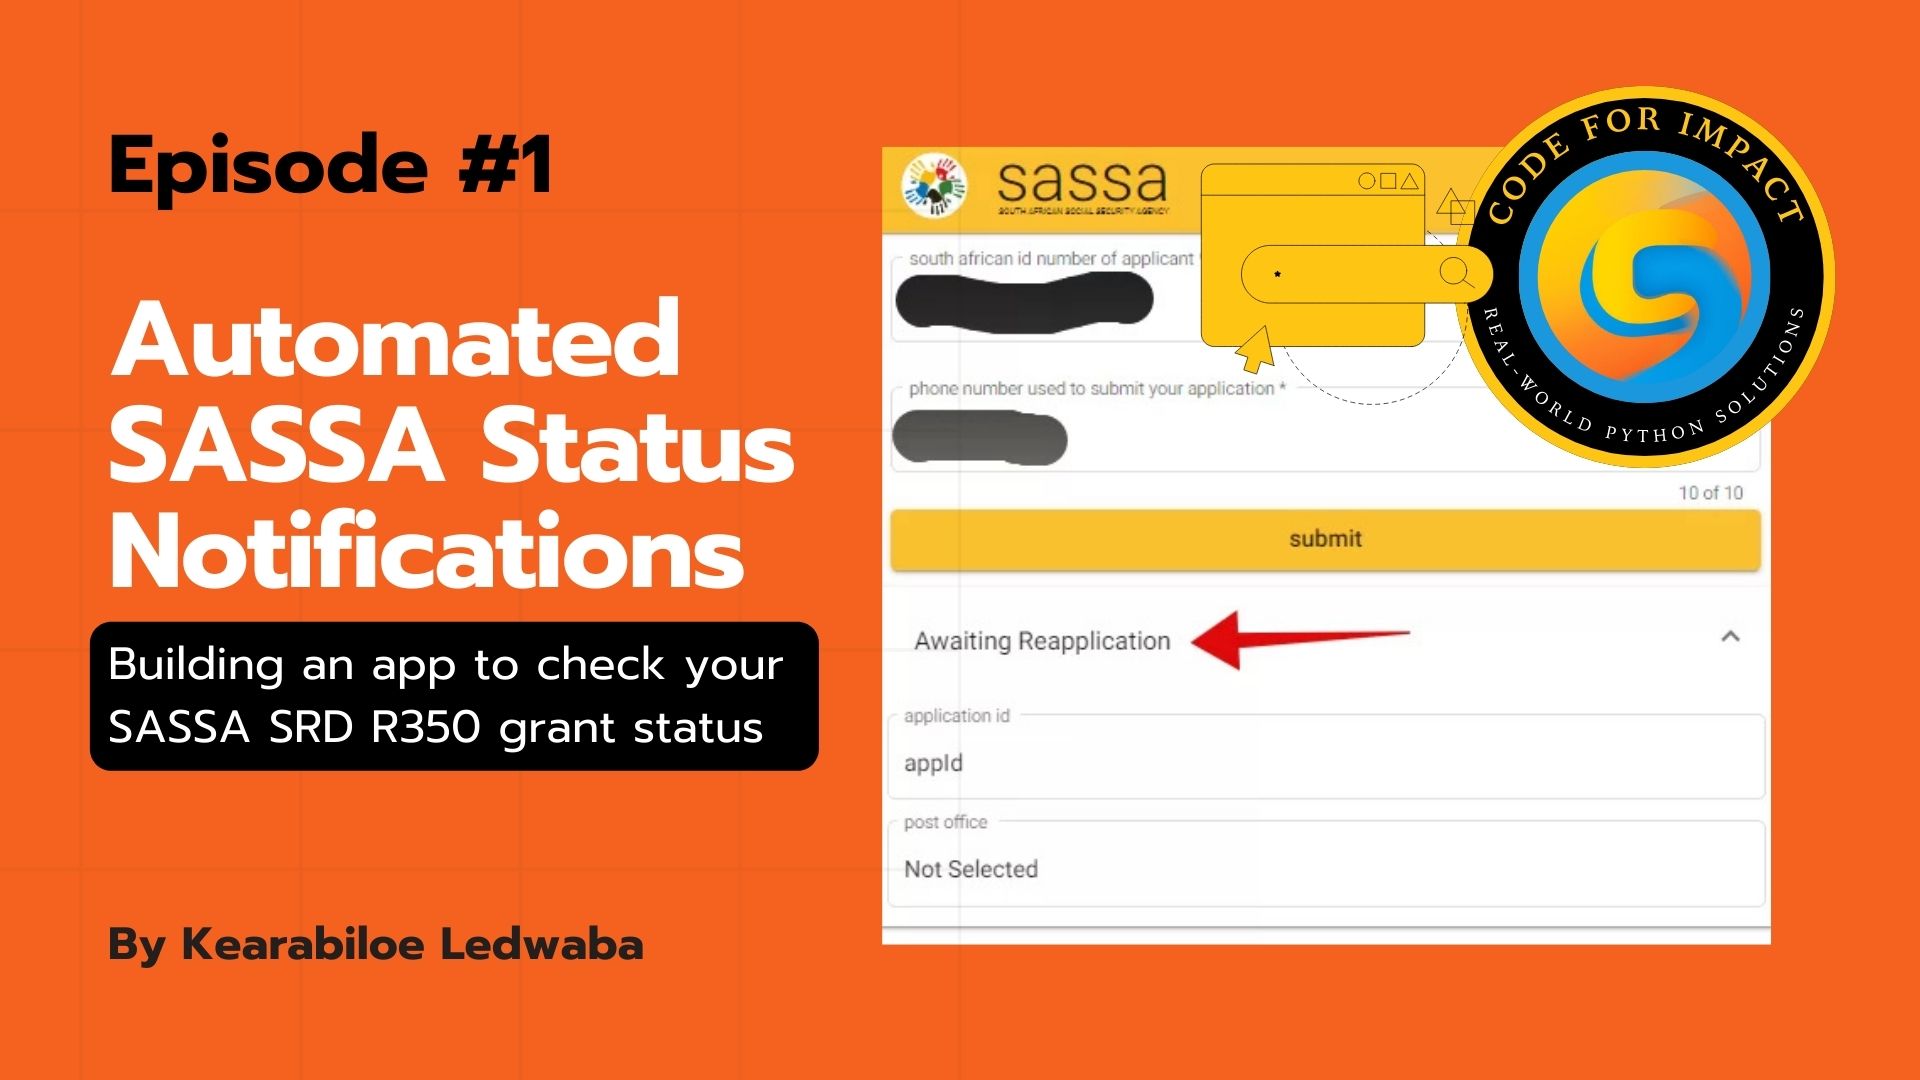 Episode #1
Automated
SASSA Status
Notifications
Building an app to check your
SASSA SRD R350 grant status
By Kearabiloe Ledwaba
sassa
SOUTH AFRICAN SOCIAL SECURITY AGENCY
south african id number of applicant
phone number used to submit your application *
10 of 10
submit
Awaiting Reapplication
application id
appId
post office
Not Selected
CODE FOR IMPACT
REAL-WORLD PYTHON SOLUTIONS